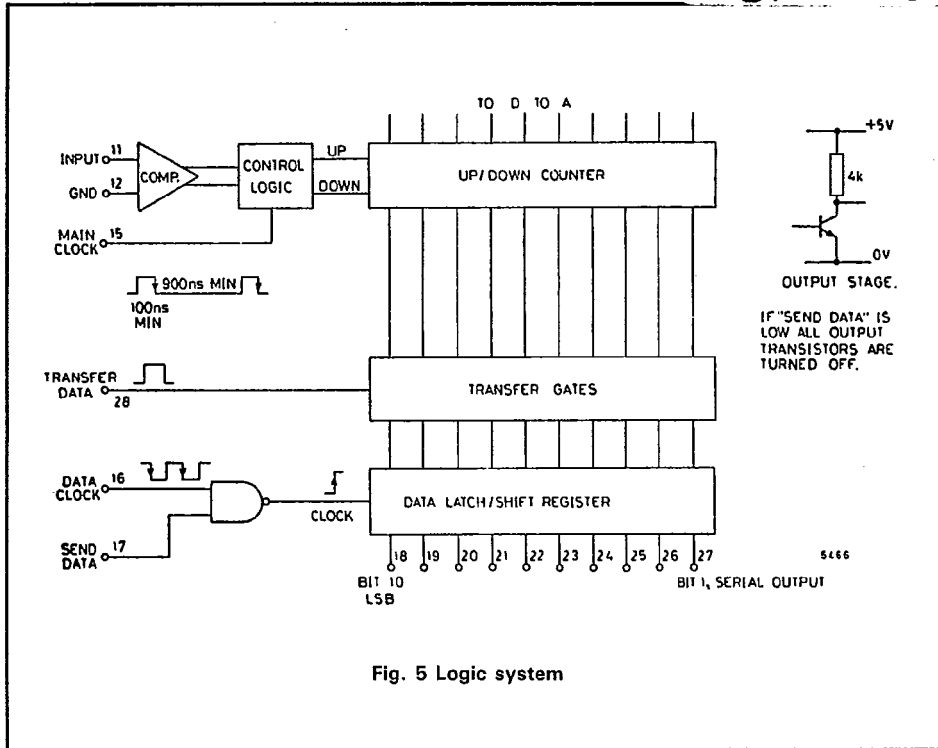 TO D TO A
INPUT 11
GND 12
COMP.
CONTROL
LOGIC
UP
DOWN
UP/DOWN COUNTER
MAIN
CLOCK 15
900ns MIN
100ns
MIN
+5V
4k
0V
OUTPUT STAGE.
IF "SEND DATA" IS
LOW ALL OUTPUT
TRANSISTORS ARE
TURNED OFF.
TRANSFER
DATA
28
TRANSFER GATES
DATA
CLOCK 16
SEND
DATA 17
CLOCK
DATA LATCH/SHIFT REGISTER
18 19 20 21 22 23 24 25 26 27
5466
BIT 10
LSB
BIT 1, SERIAL OUTPUT
Fig. 5 Logic system